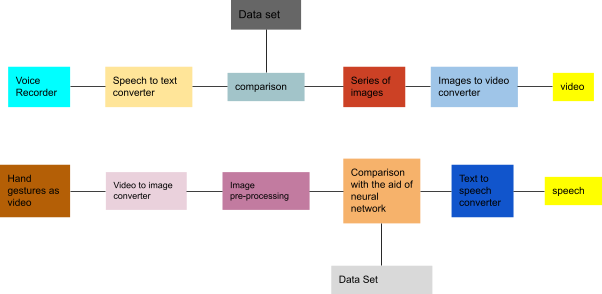 Data set
Voice
Recorder
Speech to text
converter
comparison
Series of
images
Images to video
converter
video
Hand
gestures as
video
Video to image
converter
Image
pre-processing
Comparison
with the aid of
neural
network
Text to
speech
converter
speech
Data Set